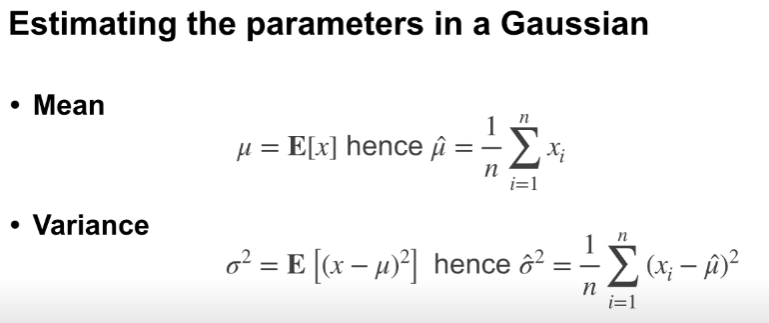 Estimating the parameters in a Gaussian
• Mean
μ = E[x] hence μ̂ = 1/n ∑_{i=1}^{n} x_i
• Variance
σ² = E [(x − μ)²] hence σ̂² = 1/n ∑_{i=1}^{n} (x_i − μ̂)²